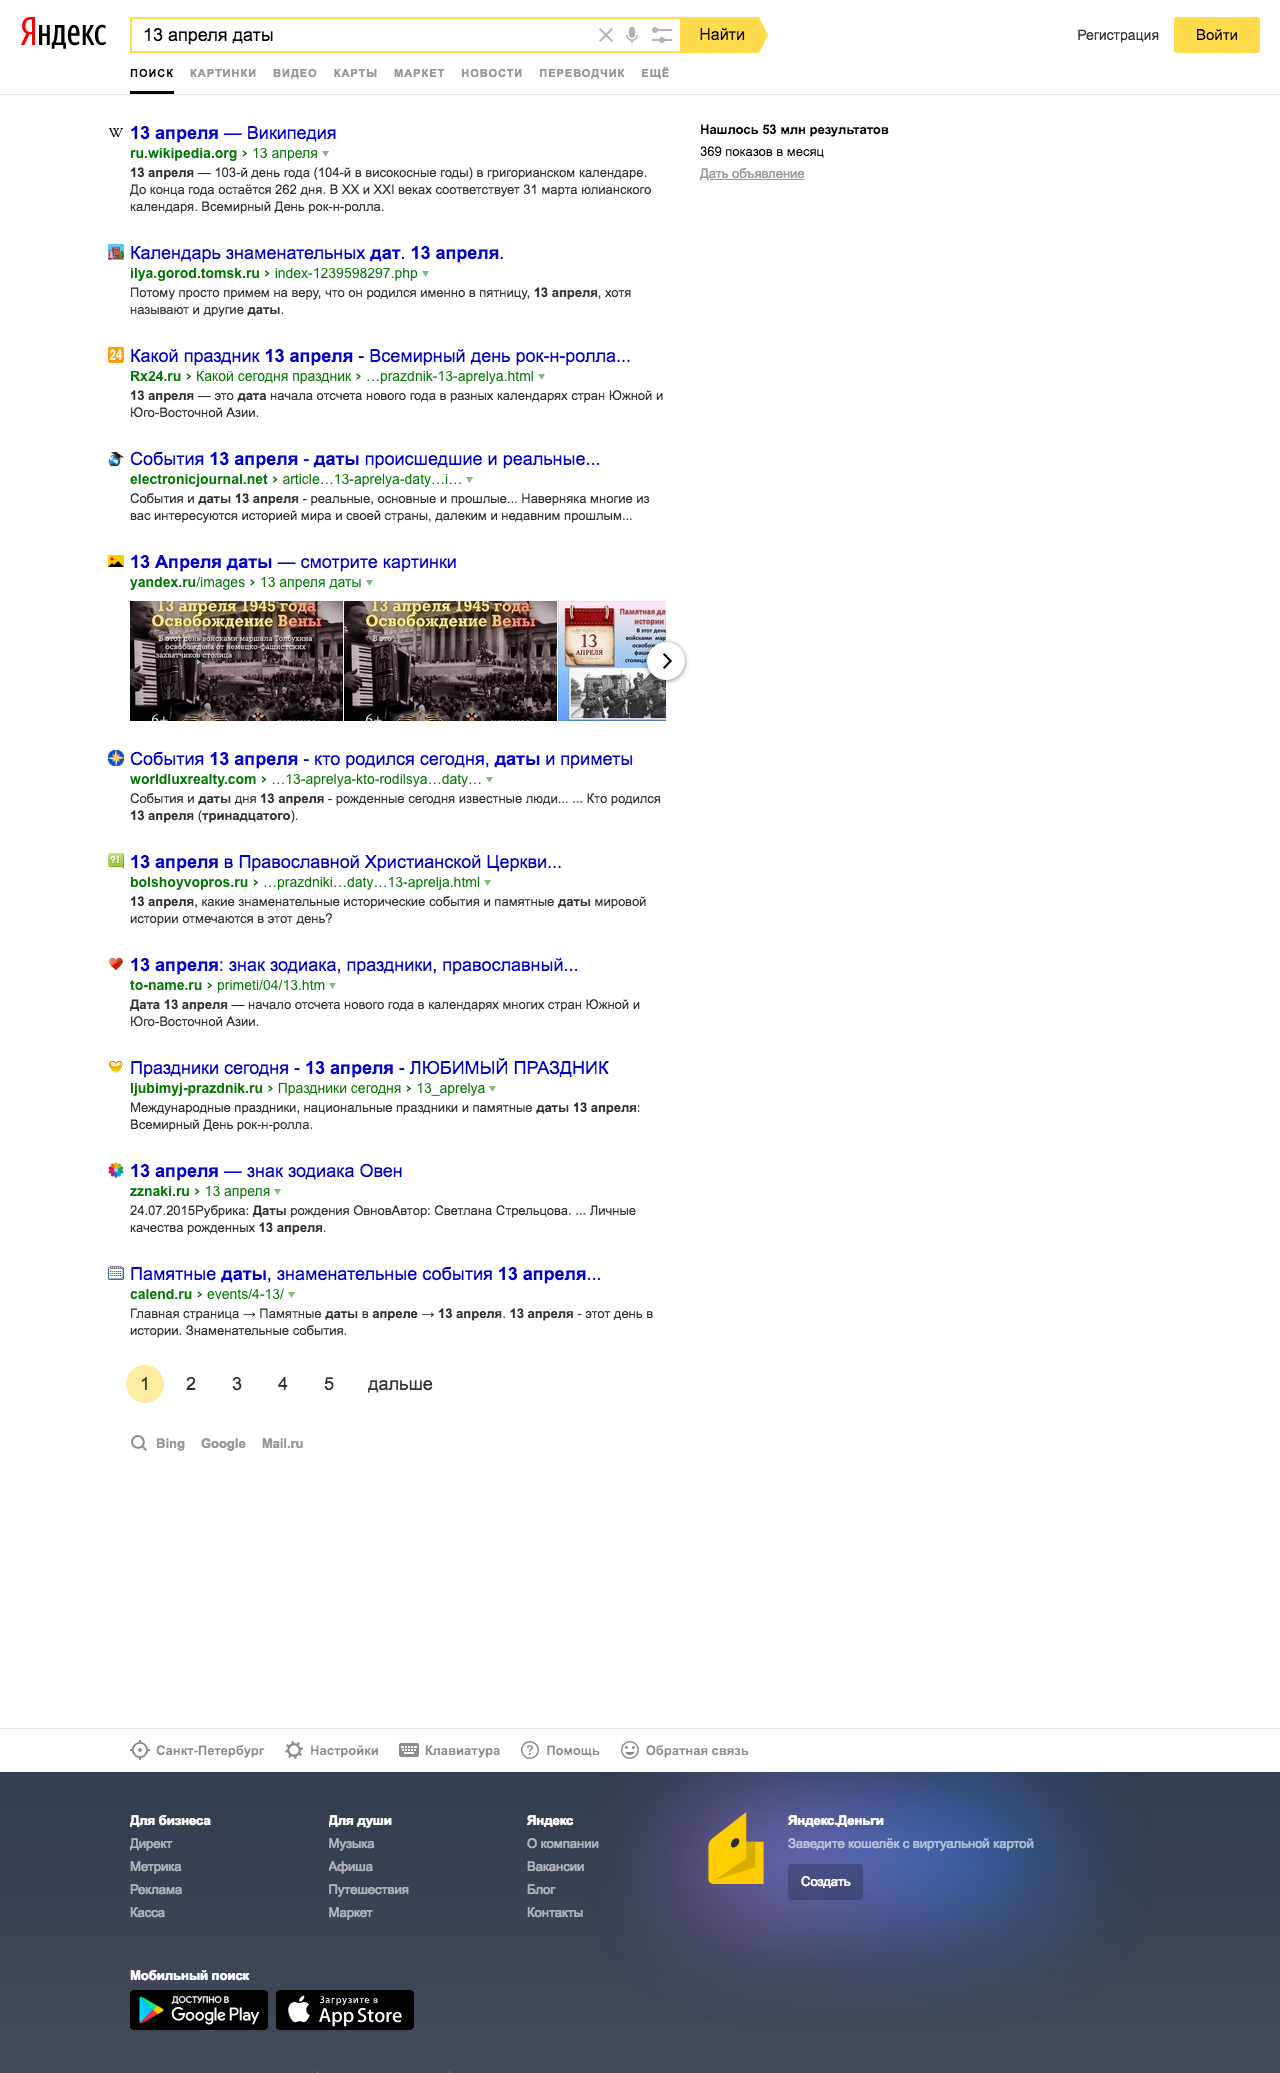 Яндекс
13 апреля даты
Найти
Регистрация
Войти
ПОИСК КАРТИНКИ ВИДЕО КАРТЫ МАРКЕТ НОВОСТИ ПЕРЕВОДЧИК ЕЩЁ
W 13 апреля — Википедия
ru.wikipedia.org › 13 апреля
13 апреля — 103-й день года (104-й в високосные годы) в григорианском календаре.
До конца года остаётся 262 дня. В XX и XXI веках соответствует 31 марта юлианского
календаря. Всемирный День рок-н-ролла.
Нашлось 53 млн результатов
369 показов в месяц
Дать объявление
Календарь знаменательных дат. 13 апреля.
ilya.gorod.tomsk.ru › index-1239598297.php
Потому просто примем на веру, что он родился именно в пятницу, 13 апреля, хотя
называют и другие даты.
24 Какой праздник 13 апреля - Всемирный день рок-н-ролла...
Rx24.ru › Какой сегодня праздник › …prazdnik-13-aprelya.html
13 апреля — это дата начала отсчета нового года в разных календарях стран Южной и
Юго-Восточной Азии.
События 13 апреля - даты происшедшие и реальные...
electronicjournal.net › article…13-aprelya-daty…i…
События и даты 13 апреля - реальные, основные и прошлые... Наверняка многие из
вас интересуются историей мира и своей страны, далеким и недавним прошлым...
13 Апреля даты — смотрите картинки
yandex.ru/images › 13 апреля даты
13 апреля 1945 года
Освобождение Вены
В этот день войсками маршала Толбухина
освобождена от немецко-фашистских
захватчиков столица
6+
13 апреля 1945 года
Освобождение Вены
В это
6+
Памятная да
истории
13
АПРЕЛЯ
В этот ден
войсками мар
События 13 апреля - кто родился сегодня, даты и приметы
worldluxrealty.com › …13-aprelya-kto-rodilsya…daty…
События и даты дня 13 апреля - рожденные сегодня известные люди... ... Кто родился
13 апреля (тринадцатого).
?! 13 апреля в Православной Христианской Церкви...
bolshoyvopros.ru › …prazdniki…daty…13-aprelja.html
13 апреля, какие знаменательные исторические события и памятные даты мировой
истории отмечаются в этот день?
13 апреля: знак зодиака, праздники, православный...
to-name.ru › primeti/04/13.htm
Дата 13 апреля — начало отсчета нового года в календарях многих стран Южной и
Юго-Восточной Азии.
Праздники сегодня - 13 апреля - ЛЮБИМЫЙ ПРАЗДНИК
ljubimyj-prazdnik.ru › Праздники сегодня › 13_aprelya
Международные праздники, национальные праздники и памятные даты 13 апреля:
Всемирный День рок-н-ролла.
13 апреля — знак зодиака Овен
zznaki.ru › 13 апреля
24.07.2015Рубрика: Даты рождения ОвновАвтор: Светлана Стрельцова. ... Личные
качества рожденных 13 апреля.
Памятные даты, знаменательные события 13 апреля...
calend.ru › events/4-13/
Главная страница → Памятные даты в апреле → 13 апреля. 13 апреля - этот день в
истории. Знаменательные события.
1 2 3 4 5 дальше
Bing Google Mail.ru
Санкт-Петербург Настройки Клавиатура Помощь Обратная связь
Для бизнеса
Директ
Метрика
Реклама
Касса
Для души
Музыка
Афиша
Путешествия
Маркет
Яндекс
О компании
Вакансии
Блог
Контакты
Яндекс.Деньги
Заведите кошелёк с виртуальной картой
Создать
Мобильный поиск
ДОСТУПНО В
Google Play
Загрузите в
App Store